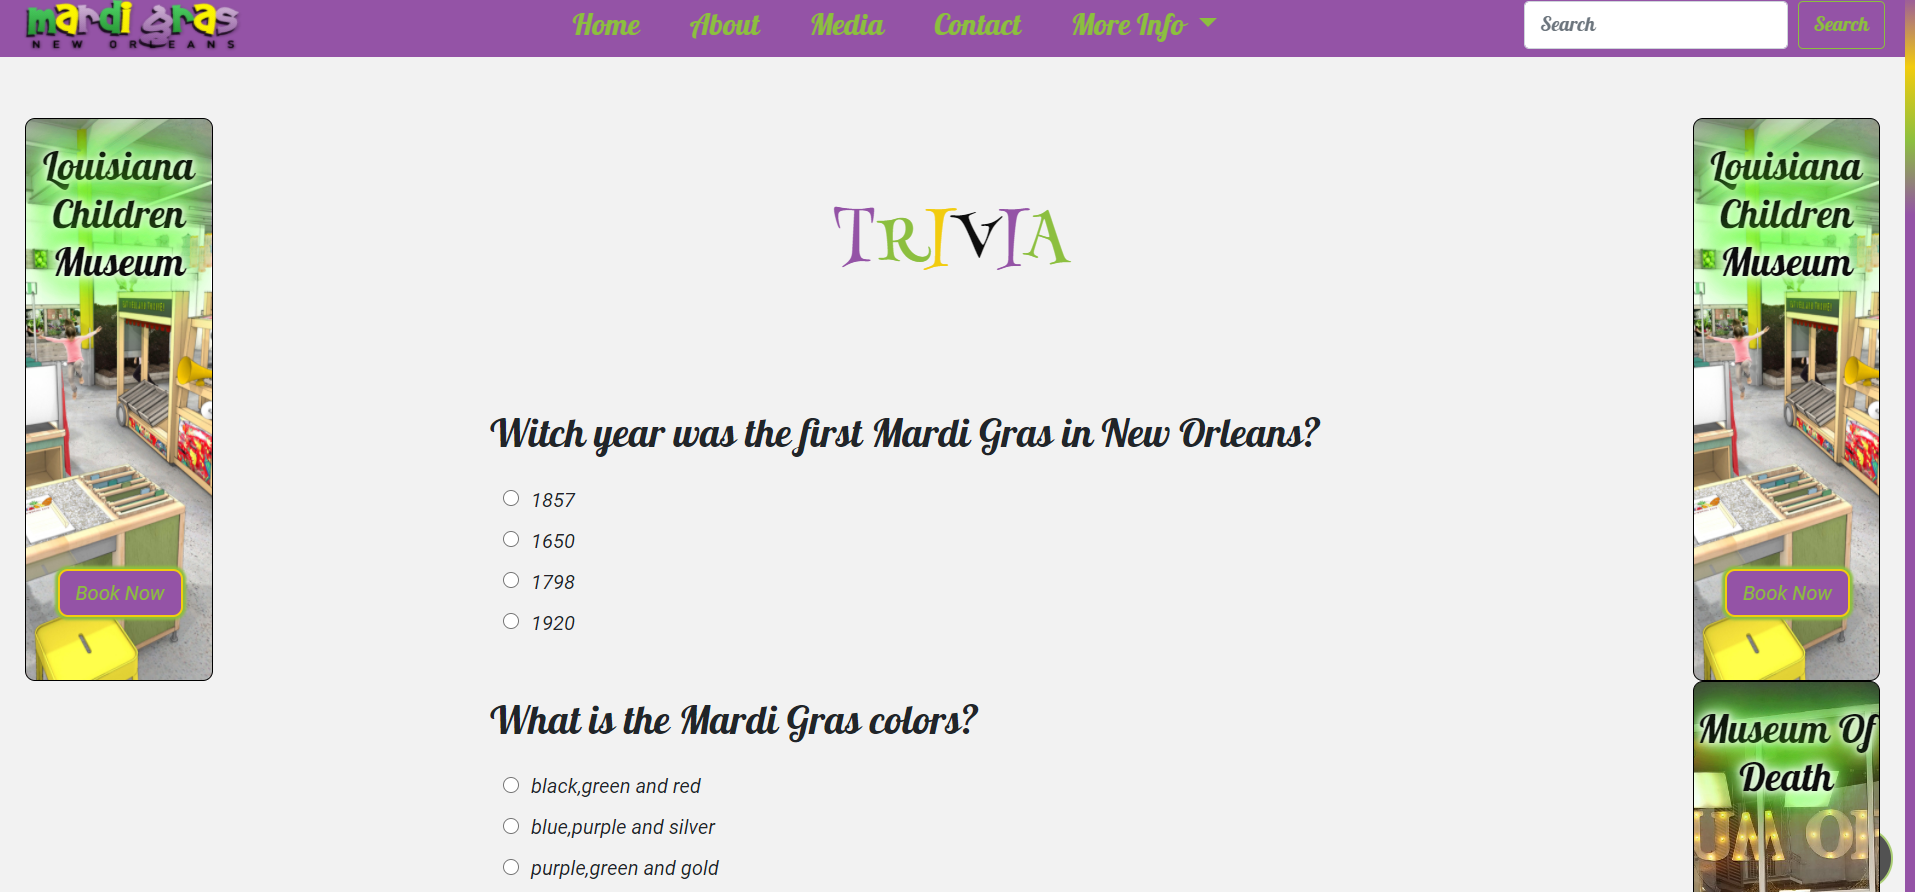 mardi gras
NEW ORLEANS
Home About Media Contact More Info
Search Search
Louisiana
Children
Museum
Book Now
TRIVIA
Witch year was the first Mardi Gras in New Orleans?
1857
1650
1798
1920
What is the Mardi Gras colors?
black,green and red
blue,purple and silver
purple,green and gold
Louisiana
Children
Museum
Book Now
Museum Of
Death